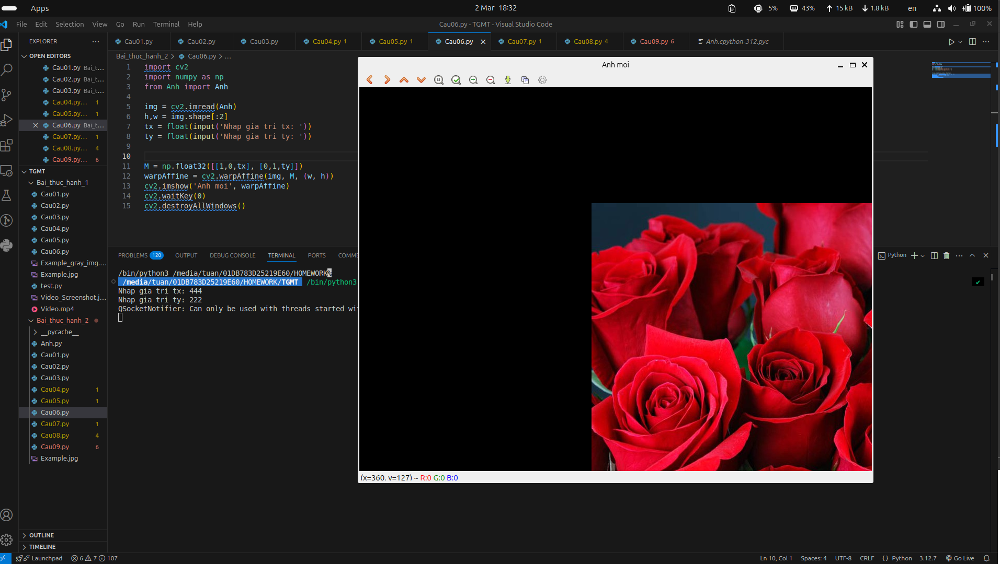 Apps
2 Mar 18:32
5%
43%
15 kB
1.8 kB
en
100%
File Edit Selection View Go Run Terminal Help
Cau06.py - TGMT - Visual Studio Code
EXPLORER
OPEN EDITORS
Cau01.py Bai_t...
Cau02.py Bai_t...
Cau03.py Bai_t...
Cau04.py... 1
Cau05.py... 1
Cau06.py Bai_t...
Cau07.py... 1
Cau08.py... 4
Cau09.py... 6
TGMT
Bai_thuc_hanh_1
Cau01.py
Cau02.py
Cau03.py
Cau04.py
Cau05.py
Cau06.py
Example_gray_img....
Example.jpg
test.py
Video_Screenshot.j...
Video.mp4
Bai_thuc_hanh_2
__pycache__
Anh.py
Cau01.py
Cau02.py
Cau03.py
Cau04.py 1
Cau05.py 1
Cau06.py
Cau07.py 1
Cau08.py 4
Cau09.py 6
Example.jpg
OUTLINE
TIMELINE
Cau01.py Cau02.py Cau03.py Cau04.py 1 Cau05.py 1 Cau06.py Cau07.py 1 Cau08.py 4 Cau09.py 6 Anh.cpython-312.pyc
Bai_thuc_hanh_2 > Cau06.py > ...
1 import cv2
2 import numpy as np
3 from Anh import Anh
4
5 img = cv2.imread(Anh)
6 h,w = img.shape[:2]
7 tx = float(input('Nhap gia tri tx: '))
8 ty = float(input('Nhap gia tri ty: '))
9
10
11 M = np.float32([[1,0,tx], [0,1,ty]])
12 warpAffine = cv2.warpAffine(img, M, (w, h))
13 cv2.imshow('Anh moi', warpAffine)
14 cv2.waitKey(0)
15 cv2.destroyAllWindows()
PROBLEMS 120 OUTPUT DEBUG CONSOLE TERMINAL PORTS COMME
Python
/bin/python3 /media/tuan/01DB783D25219E60/HOMEWORK%
/media/tuan/01DB783D25219E60/HOMEWORK/TGMT /bin/python3
Nhap gia tri tx: 444
Nhap gia tri ty: 222
QSocketNotifier: Can only be used with threads started wi
Anh moi
(x=360, y=127) ~ R:0 G:0 B:0
Launchpad 6 7 107
Ln 10, Col 1 Spaces: 4 UTF-8 CRLF {} Python 3.12.7 Go Live